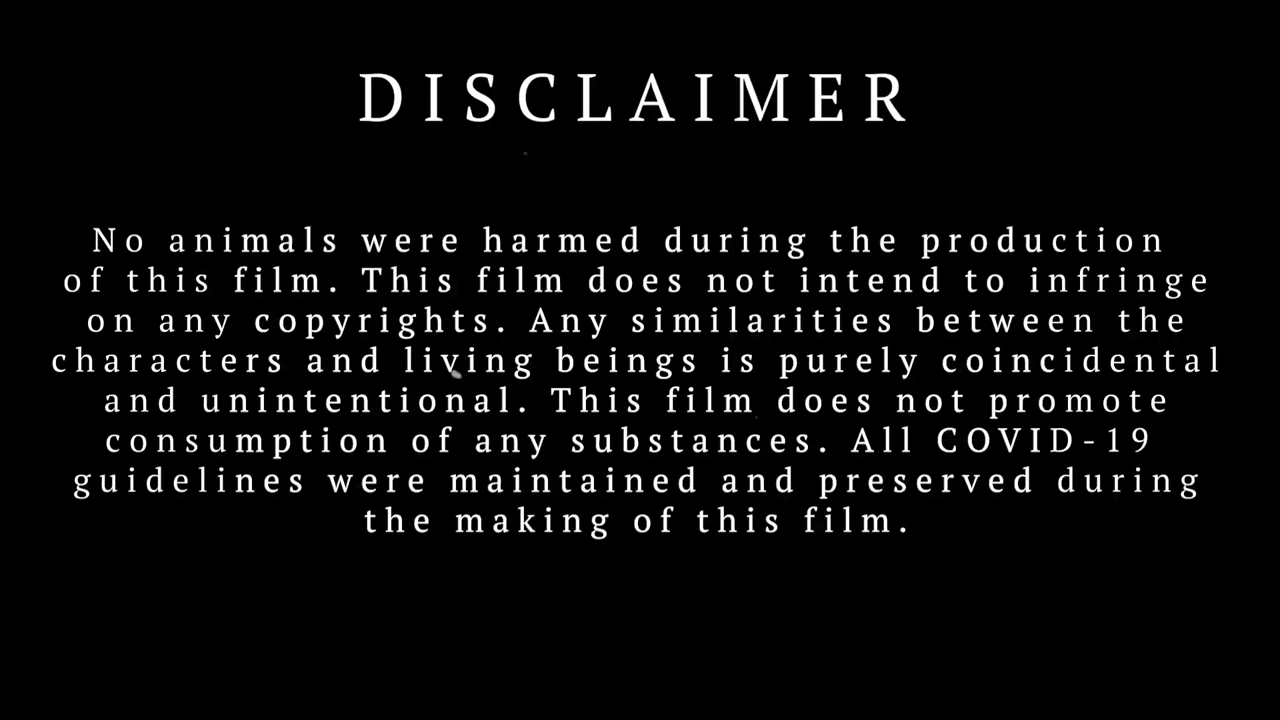 DISCLAIMER
No animals were harmed during the production
of this film. This film does not intend to infringe
on any copyrights. Any similarities between the
characters and living beings is purely coincidental
and unintentional. This film does not promote
consumption of any substances. All COVID-19
guidelines were maintained and preserved during
the making of this film.